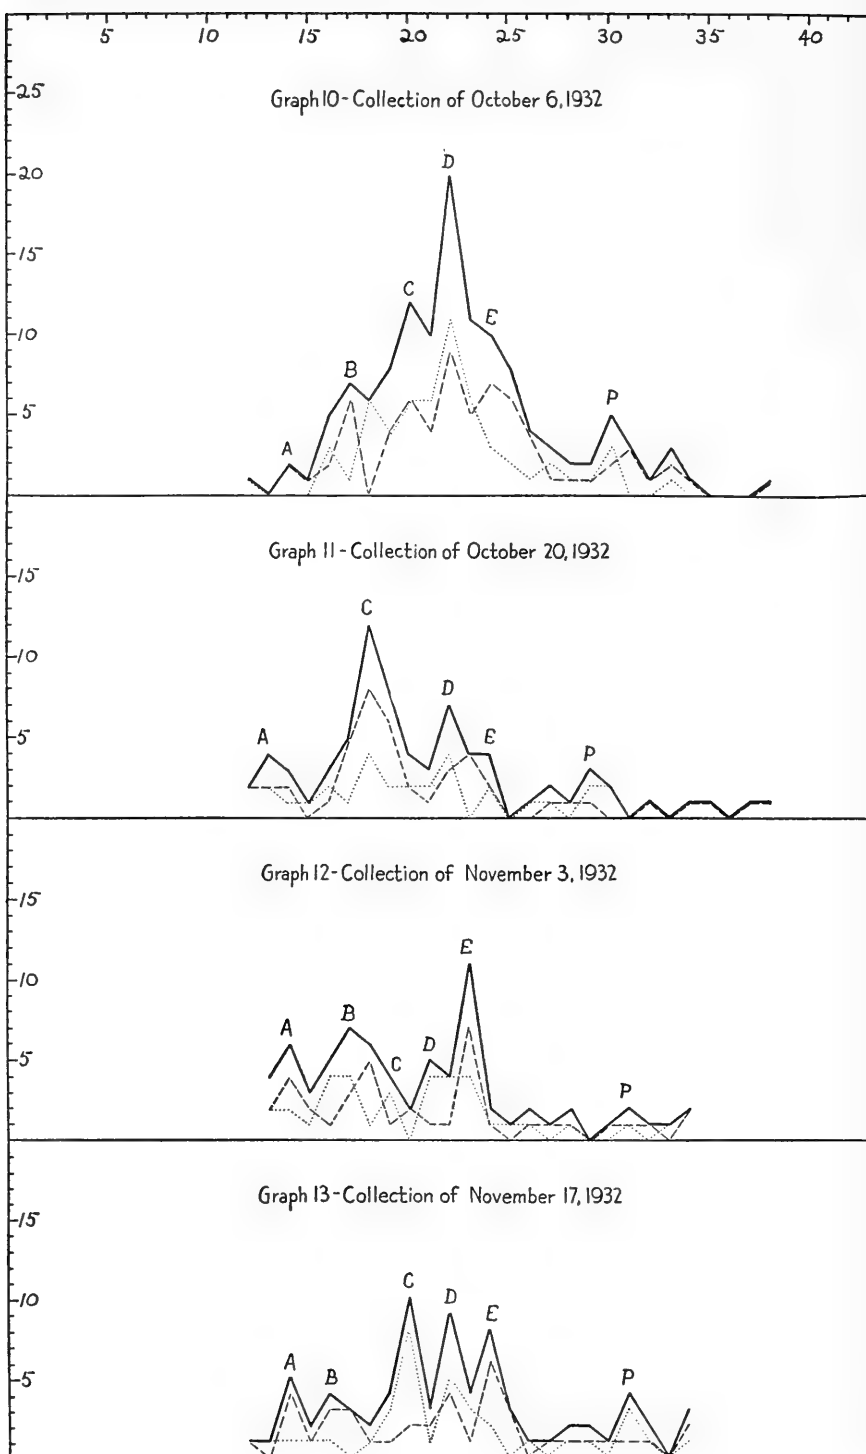 5 10 15 20 25 30 35 40
Graph 10 - Collection of October 6, 1932
25
20
15
10
5
A B C D E P
Graph 11 - Collection of October 20, 1932
15
10
5
A C D E P
Graph 12 - Collection of November 3, 1932
15
10
5
A B C D E P
Graph 13 - Collection of November 17, 1932
15
10
5
A B C D E P